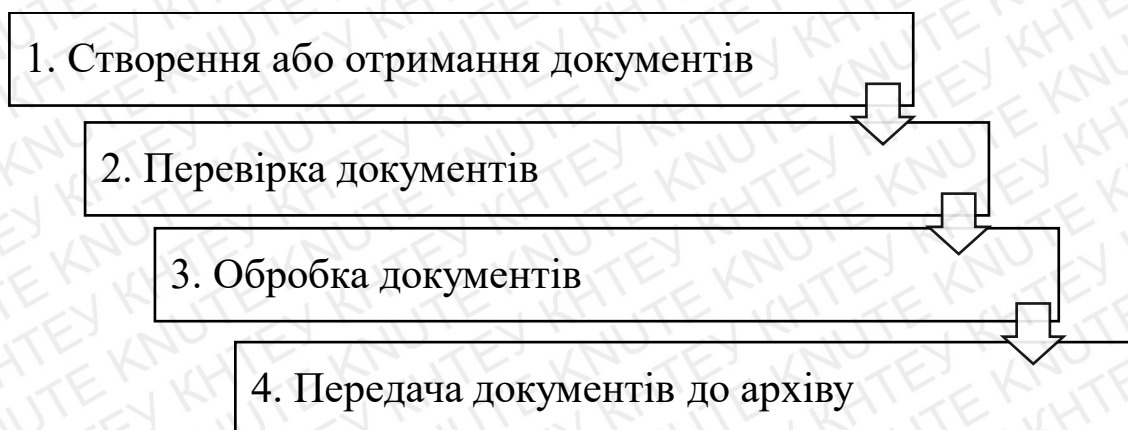 1. Створення або отримання документів
2. Перевірка документів
3. Обробка документів
4. Передача документів до архіву